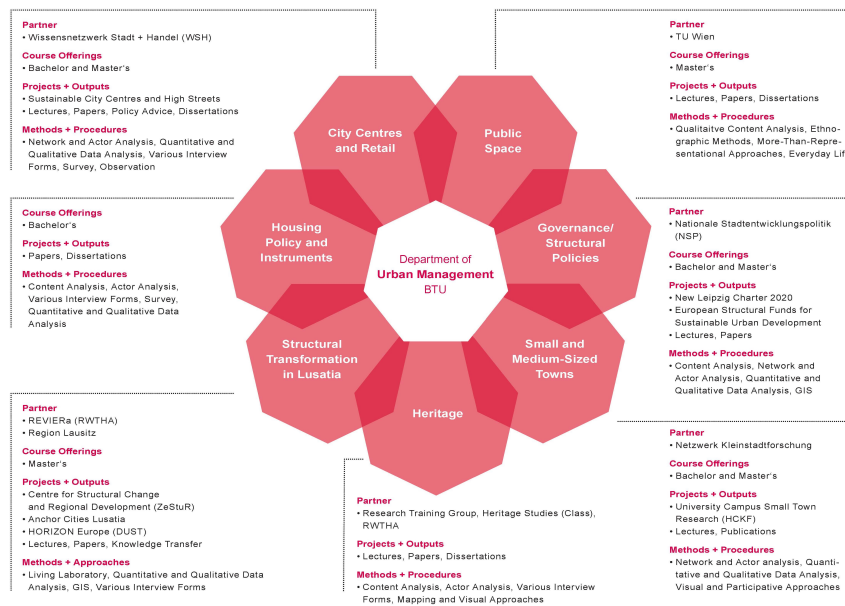 Partner
• Wissensnetzwerk Stadt + Handel (WSH)
Course Offerings
• Bachelor and Master's
Projects + Outputs
• Sustainable City Centres and High Streets
• Lectures, Papers, Policy Advice, Dissertations
Methods + Procedures
• Network and Actor Analysis, Quantitative and
Qualitative Data Analysis, Various Interview
Forms, Survey, Observation
Partner
• TU Wien
Course Offerings
• Master's
Projects + Outputs
• Lectures, Papers, Dissertations
Methods + Procedures
• Qualitaitve Content Analysis, Ethno-
graphic Methods, More-Than-Repre-
sentational Approaches, Everyday Lif
City Centres
and Retail
Public
Space
Housing
Policy and
Instruments
Governance/
Structural
Policies
Department of
Urban Management
BTU
Structural
Transformation
in Lusatia
Small and
Medium-Sized
Towns
Heritage
Course Offerings
• Bachelor's
Projects + Outputs
• Papers, Dissertations
Methods + Procedures
• Content Analysis, Actor Analysis,
Various Interview Forms, Survey,
Quantitative and Qualitative Data
Analysis
Partner
• Nationale Stadtentwicklungspolitik
(NSP)
Course Offerings
• Bachelor and Master's
Projects + Outputs
• New Leipzig Charter 2020
• European Structural Funds for
Sustainable Urban Development
• Lectures, Papers
Methods + Procedures
• Content Analysis, Network and
Actor Analysis, Quantitative and
Qualitative Data Analysis, GIS
Partner
• REVIERa (RWTHA)
• Region Lausitz
Course Offerings
• Master's
Projects + Outputs
• Centre for Structural Change
and Regional Development (ZeStuR)
• Anchor Cities Lusatia
• HORIZON Europe (DUST)
• Lectures, Papers, Knowledge Transfer
Methods + Approaches
• Living Laboratory, Quantitative and Qualitative Data
Analysis, GIS, Various Interview Forms
Partner
• Research Training Group, Heritage Studies (Class),
RWTHA
Projects + Outputs
• Lectures, Papers, Dissertations
Methods + Procedures
• Content Analysis, Actor Analysis, Various Interview
Forms, Mapping and Visual Approaches
Partner
• Netzwerk Kleinstadtforschung
Course Offerings
• Bachelor and Master's
Projects + Outputs
• University Campus Small Town
Research (HCKF)
• Lectures, Publications
Methods + Procedures
• Network and Actor analysis, Quanti-
tative and Qualitative Data Analysis,
Visual and Participative Approaches